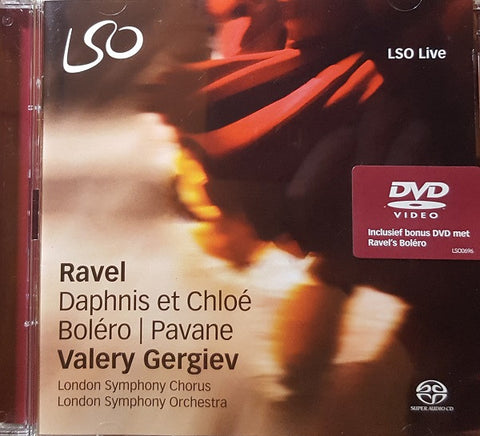 LSO
LSO Live
DVD
VIDEO
Inclusief bonus DVD met
Ravel's Boléro
LSO0696
Ravel
Daphnis et Chloé
Boléro | Pavane
Valery Gergiev
London Symphony Chorus
London Symphony Orchestra
SUPER AUDIO CD